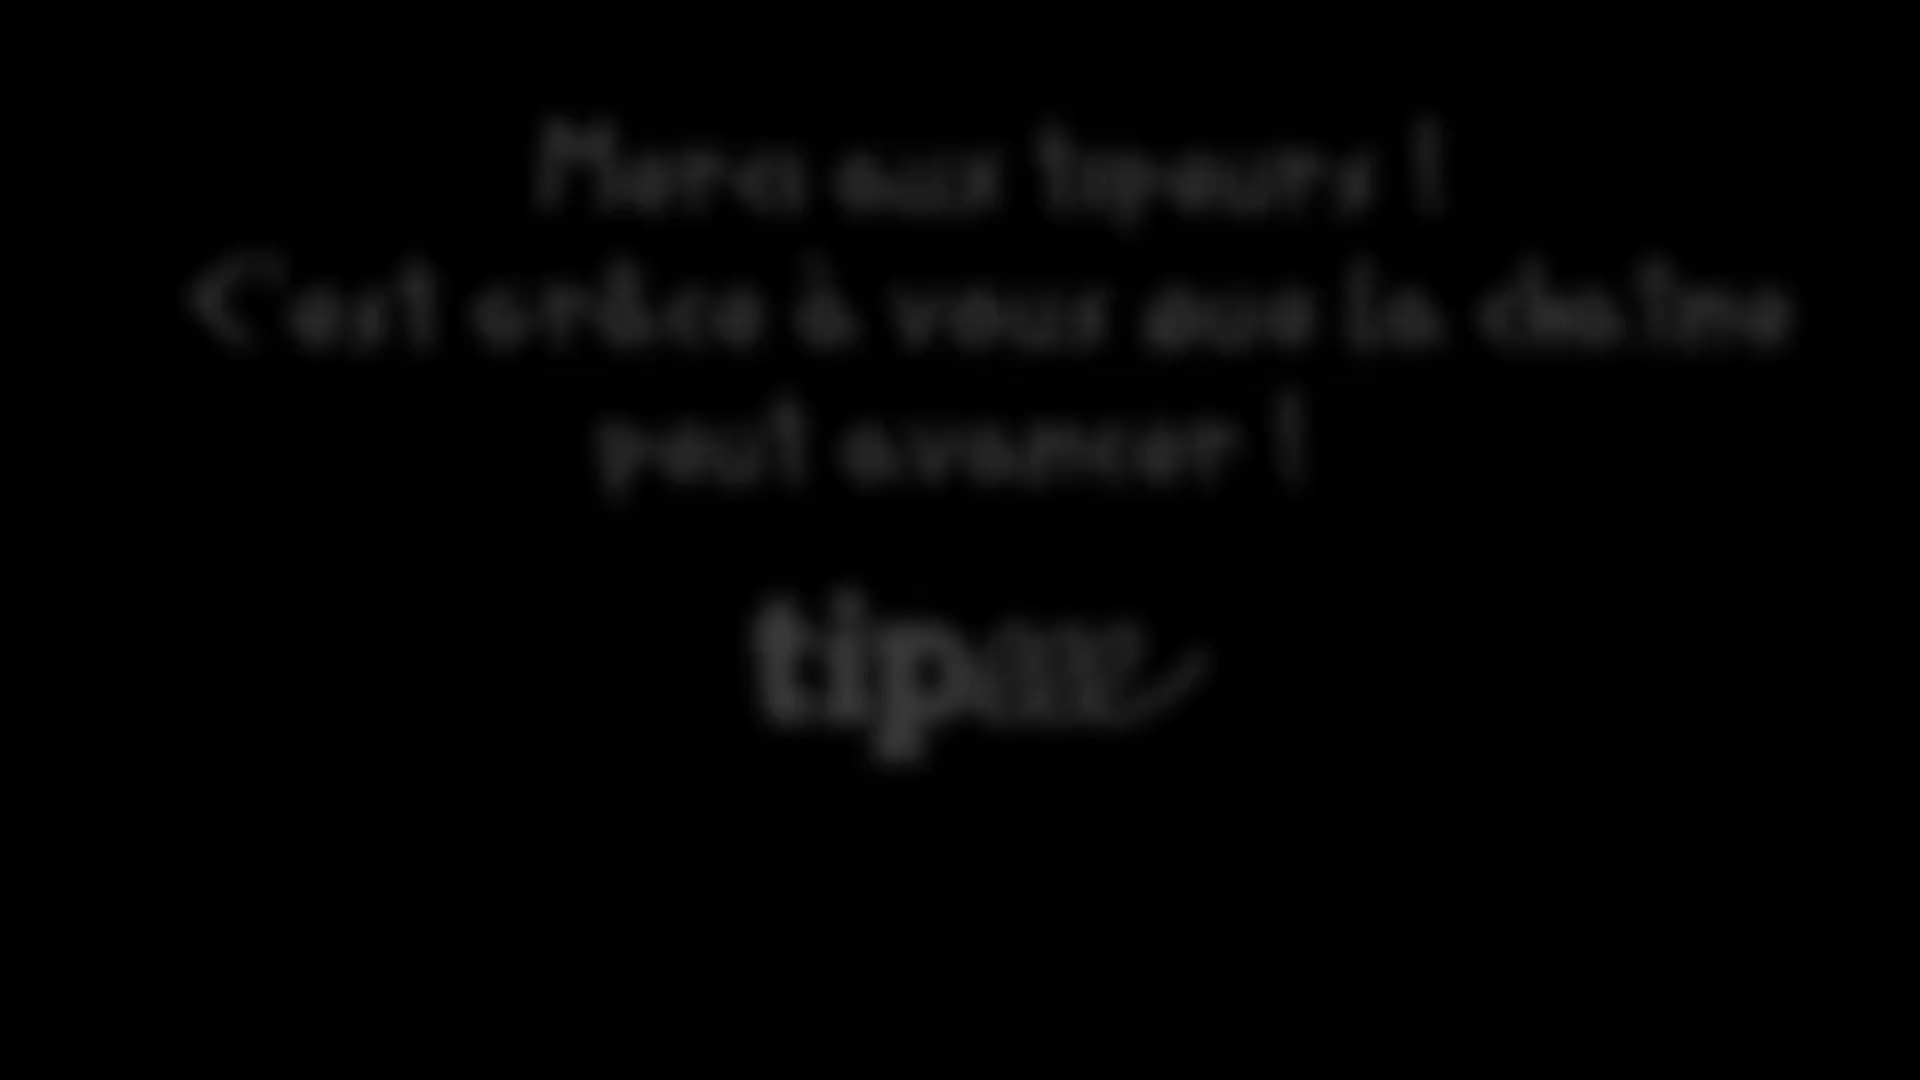 Merci aux tipeurs !
C'est grâce à vous que la chaîne
peut avancer !
tipeee